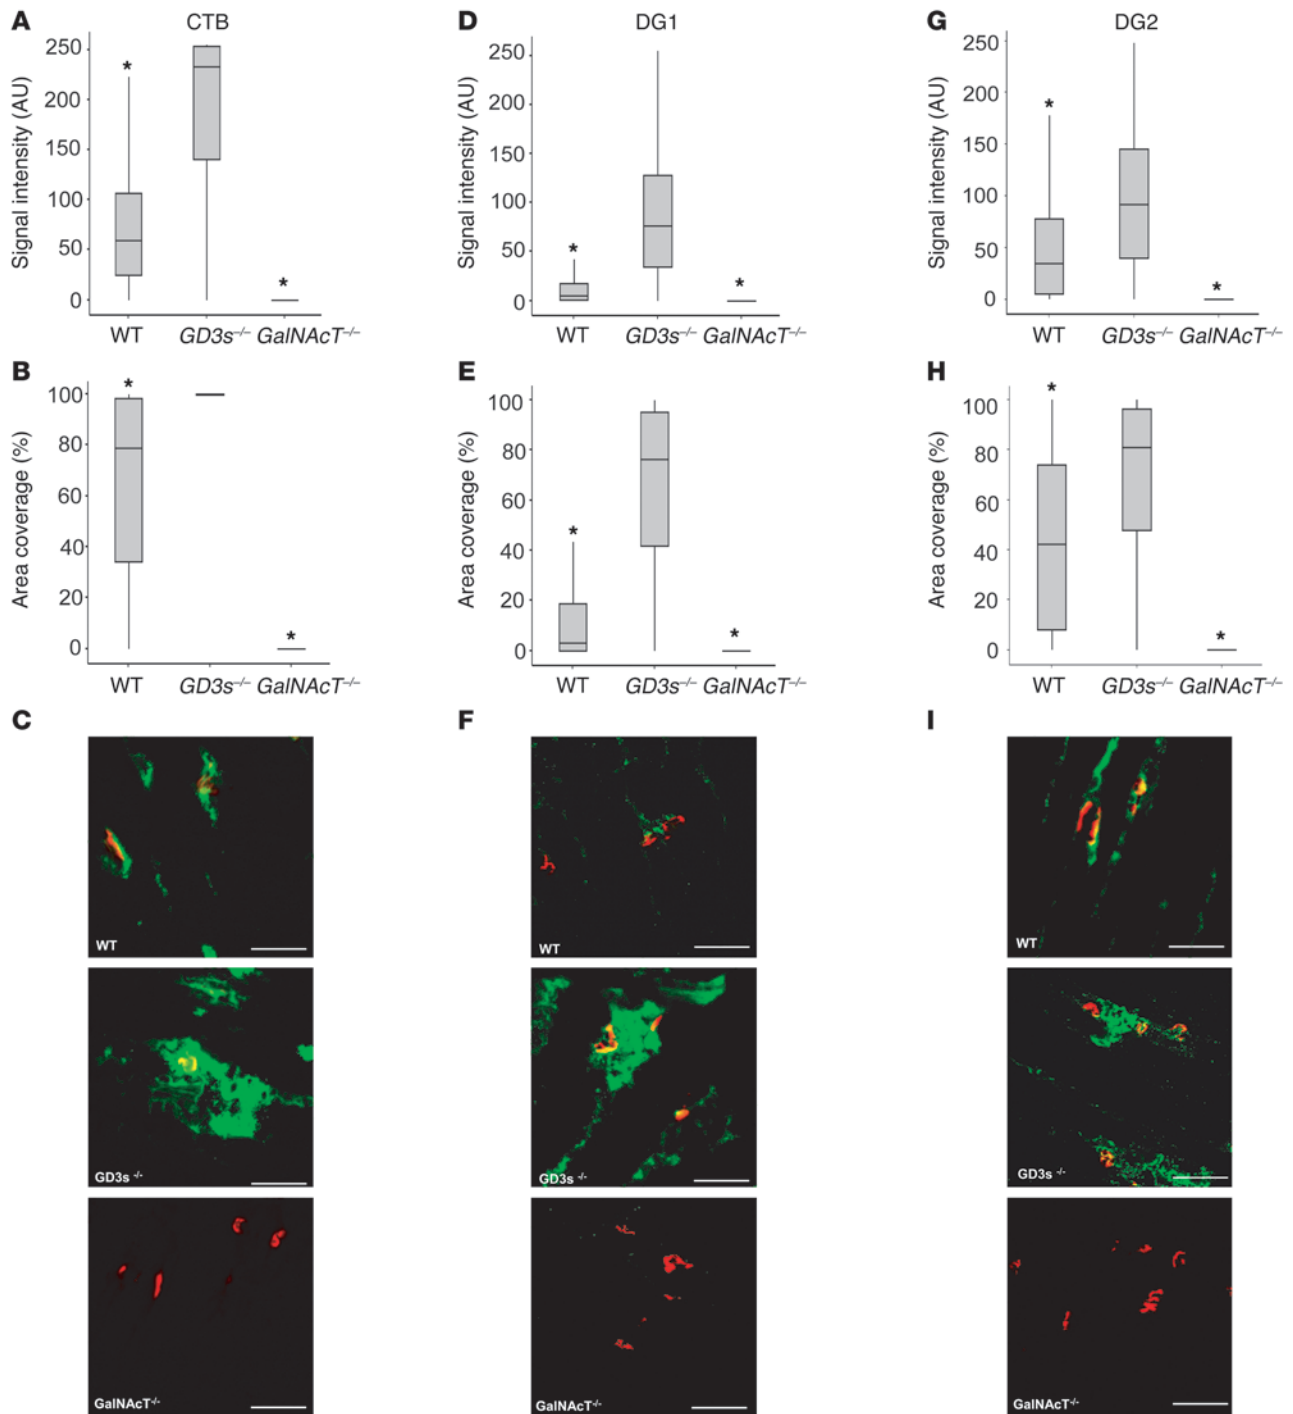 A CTB
Signal intensity (AU)
250
200
150
100
50
0
*
*
WT GD3s–/– GalNAcT–/–
D DG1
Signal intensity (AU)
250
200
150
100
50
0
*
*
WT GD3s–/– GalNAcT–/–
G DG2
Signal intensity (AU)
250
200
150
100
50
0
*
*
WT GD3s–/– GalNAcT–/–
B
Area coverage (%)
100
80
60
40
20
0
*
*
WT GD3s–/– GalNAcT–/–
E
Area coverage (%)
100
80
60
40
20
0
*
*
WT GD3s–/– GalNAcT–/–
H
Area coverage (%)
100
80
60
40
20
0
*
*
WT GD3s–/– GalNAcT–/–
C
WT
GD3s -/-
GalNAcT-/-
F
WT
GD3s -/-
GalNAcT-/-
I
WT
GD3s -/-
GalNAcT-/-